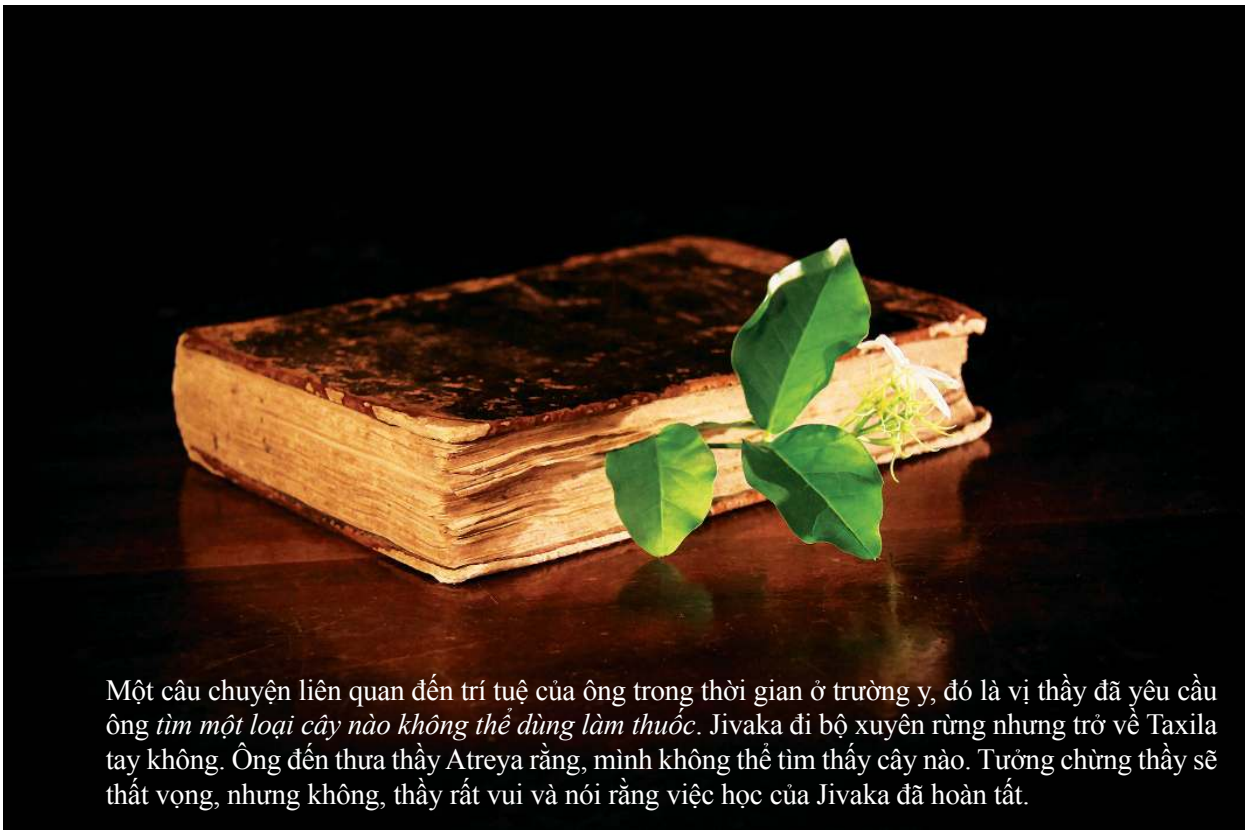 Một câu chuyện liên quan đến trí tuệ của ông trong thời gian ở trường y, đó là vị thầy đã yêu cầu
ông tìm một loại cây nào không thể dùng làm thuốc. Jivaka đi bộ xuyên rừng nhưng trở về Taxila
tay không. Ông đến thưa thầy Atreya rằng, mình không thể tìm thấy cây nào. Tưởng chừng thầy sẽ
thất vọng, nhưng không, thầy rất vui và nói rằng việc học của Jivaka đã hoàn tất.